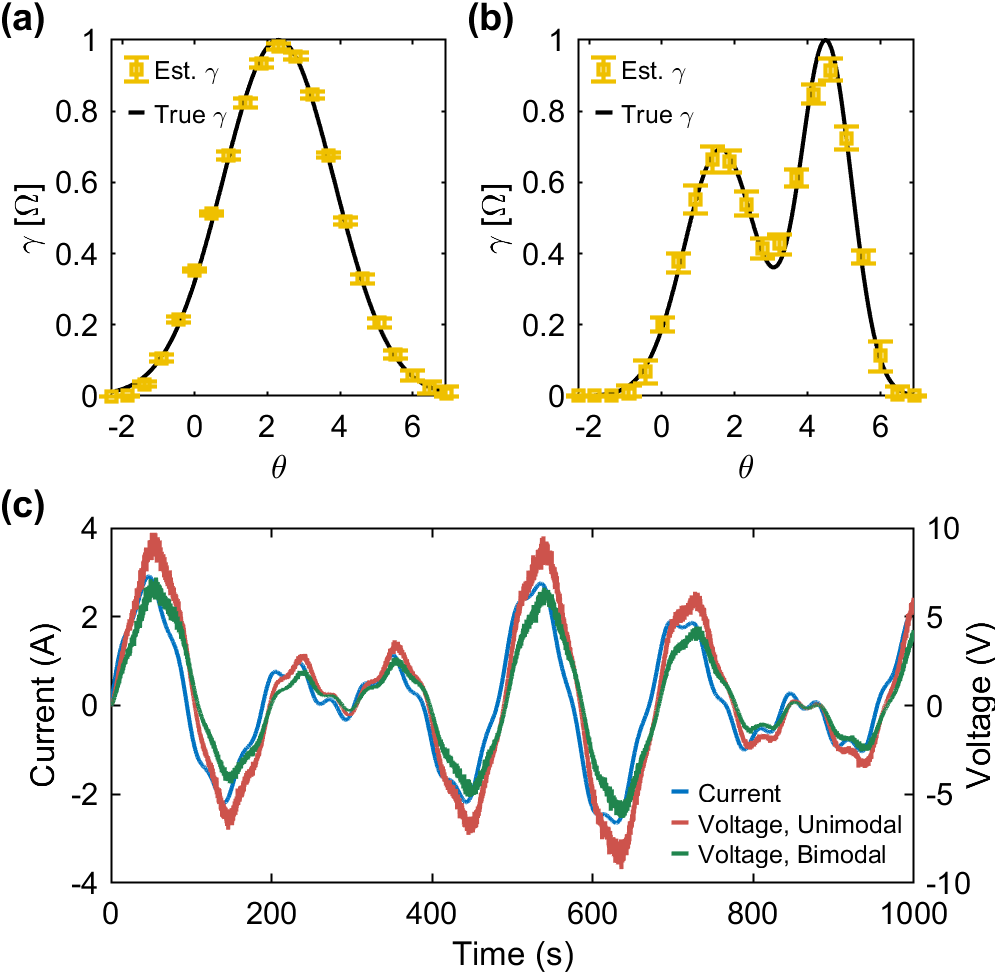 (a)
(b)
1
0.8
0.6
0.4
0.2
0
γ [Ω]
Est. γ
True γ
-2 0 2 4 6
θ
1
0.8
0.6
0.4
0.2
0
γ [Ω]
Est. γ
True γ
-2 0 2 4 6
θ
(c)
4
2
0
-2
-4
Current (A)
10
5
0
-5
-10
Voltage (V)
Current
Voltage, Unimodal
Voltage, Bimodal
0 200 400 600 800 1000
Time (s)